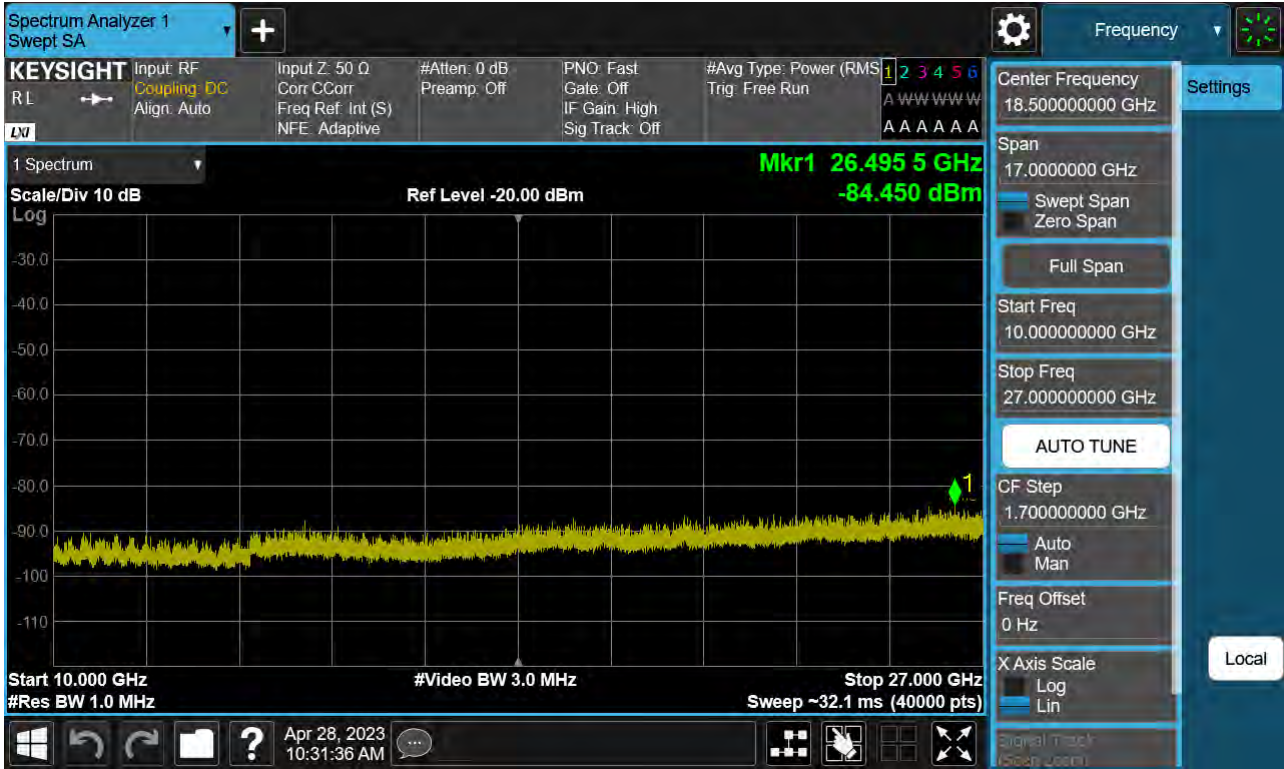 Spectrum Analyzer 1
Swept SA
+
Frequency
KEYSIGHT
RL
LXI
Input: RF
Coupling: DC
Align: Auto
Input Z: 50 Ω
Corr CCorr
Freq Ref: Int (S)
NFE: Adaptive
#Atten: 0 dB
Preamp: Off
PNO: Fast
Gate: Off
IF Gain: High
Sig Track: Off
#Avg Type: Power (RMS
Trig: Free Run
1 2 3 4 5 6
A W W W W W
A A A A A A
1 Spectrum
Mkr1 26.495 5 GHz
-84.450 dBm
Scale/Div 10 dB
Ref Level -20.00 dBm
Log
-30.0
-40.0
-50.0
-60.0
-70.0
-80.0
-90.0
-100
-110
1
Start 10.000 GHz
#Video BW 3.0 MHz
Stop 27.000 GHz
#Res BW 1.0 MHz
Sweep ~32.1 ms (40000 pts)
Center Frequency
18.500000000 GHz
Settings
Span
17.0000000 GHz
Swept Span
Zero Span
Full Span
Start Freq
10.000000000 GHz
Stop Freq
27.000000000 GHz
AUTO TUNE
CF Step
1.700000000 GHz
Auto
Man
Freq Offset
0 Hz
X Axis Scale
Log
Lin
Local
Signal Track
(Span Zoom)
?
Apr 28, 2023
10:31:36 AM